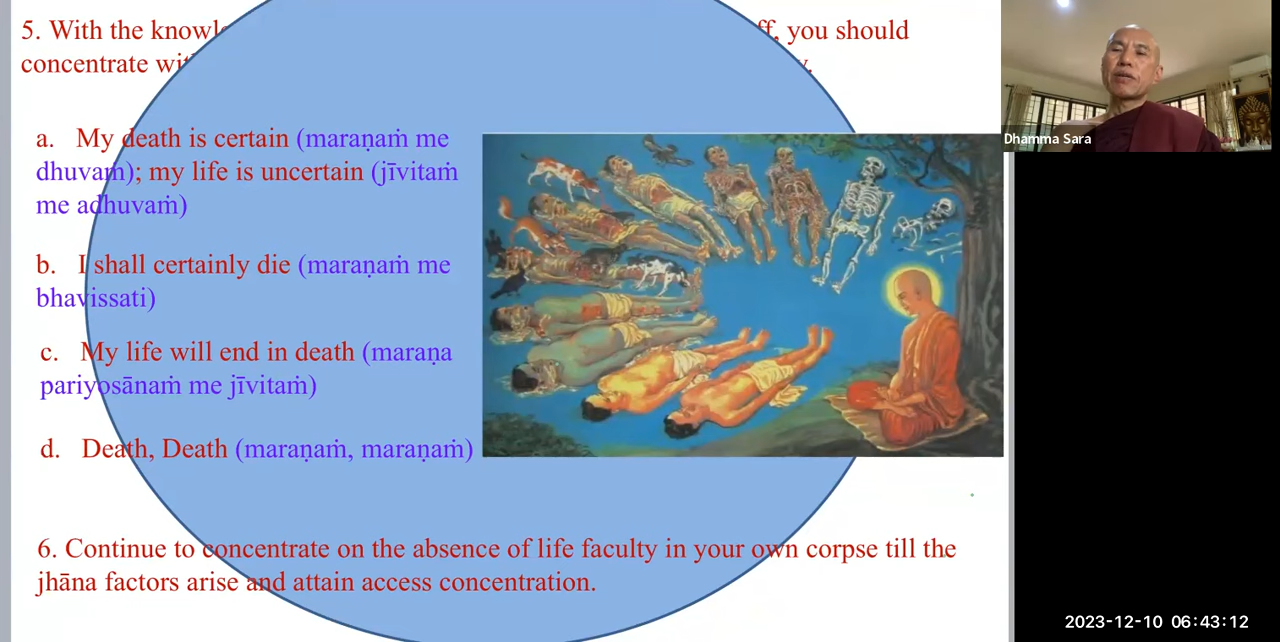 5. With the knowl ff, you should
concentrate wi y.
a. My death is certain (maraṇaṁ me
dhuvaṁ); my life is uncertain (jīvitaṁ
me adhuvaṁ)
b. I shall certainly die (maraṇaṁ me
bhavissati)
c. My life will end in death (maraṇa
pariyosānaṁ me jīvitaṁ)
d. Death, Death (maraṇaṁ, maraṇaṁ)
6. Continue to concentrate on the absence of life faculty in your own corpse till the
jhāna factors arise and attain access concentration.
Dhamma Sara
2023-12-10 06:43:12